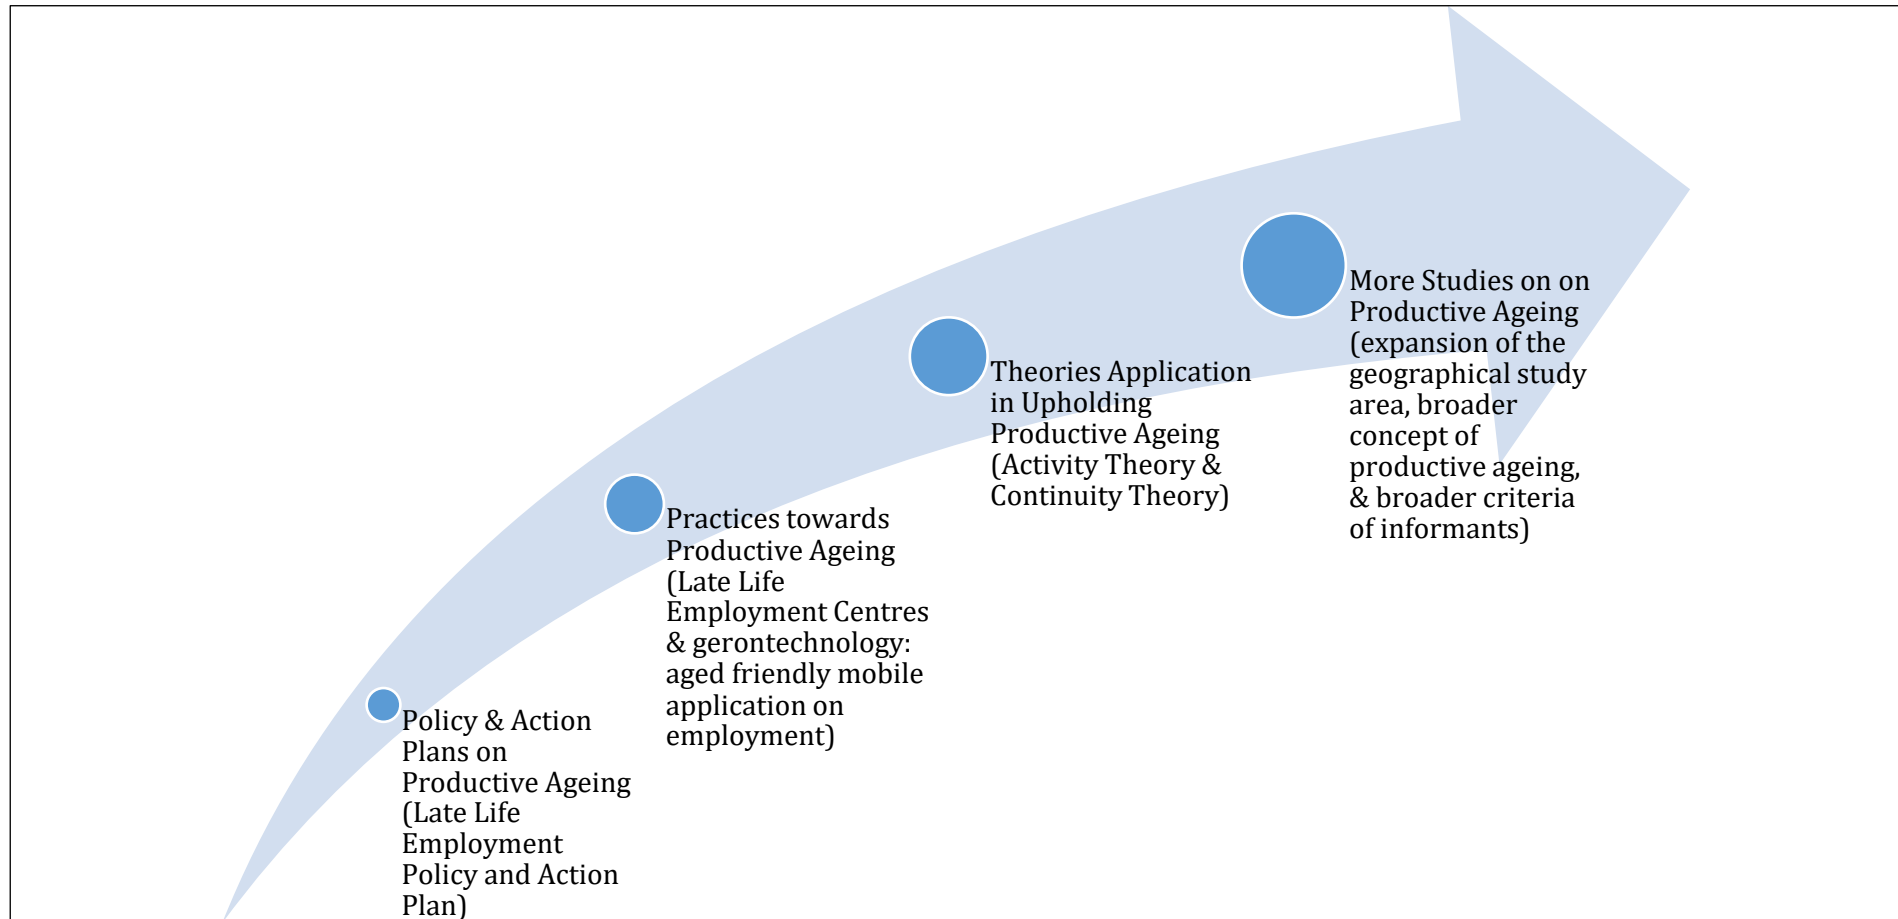 Policy & Action
Plans on
Productive Ageing
(Late Life
Employment
Policy and Action
Plan)
Practices towards
Productive Ageing
(Late Life
Employment Centres
& gerontechnology:
aged friendly mobile
application on
employment)
Theories Application
in Upholding
Productive Ageing
(Activity Theory &
Continuity Theory)
More Studies on on
Productive Ageing
(expansion of the
geographical study
area, broader
concept of
productive ageing,
& broader criteria
of informants)